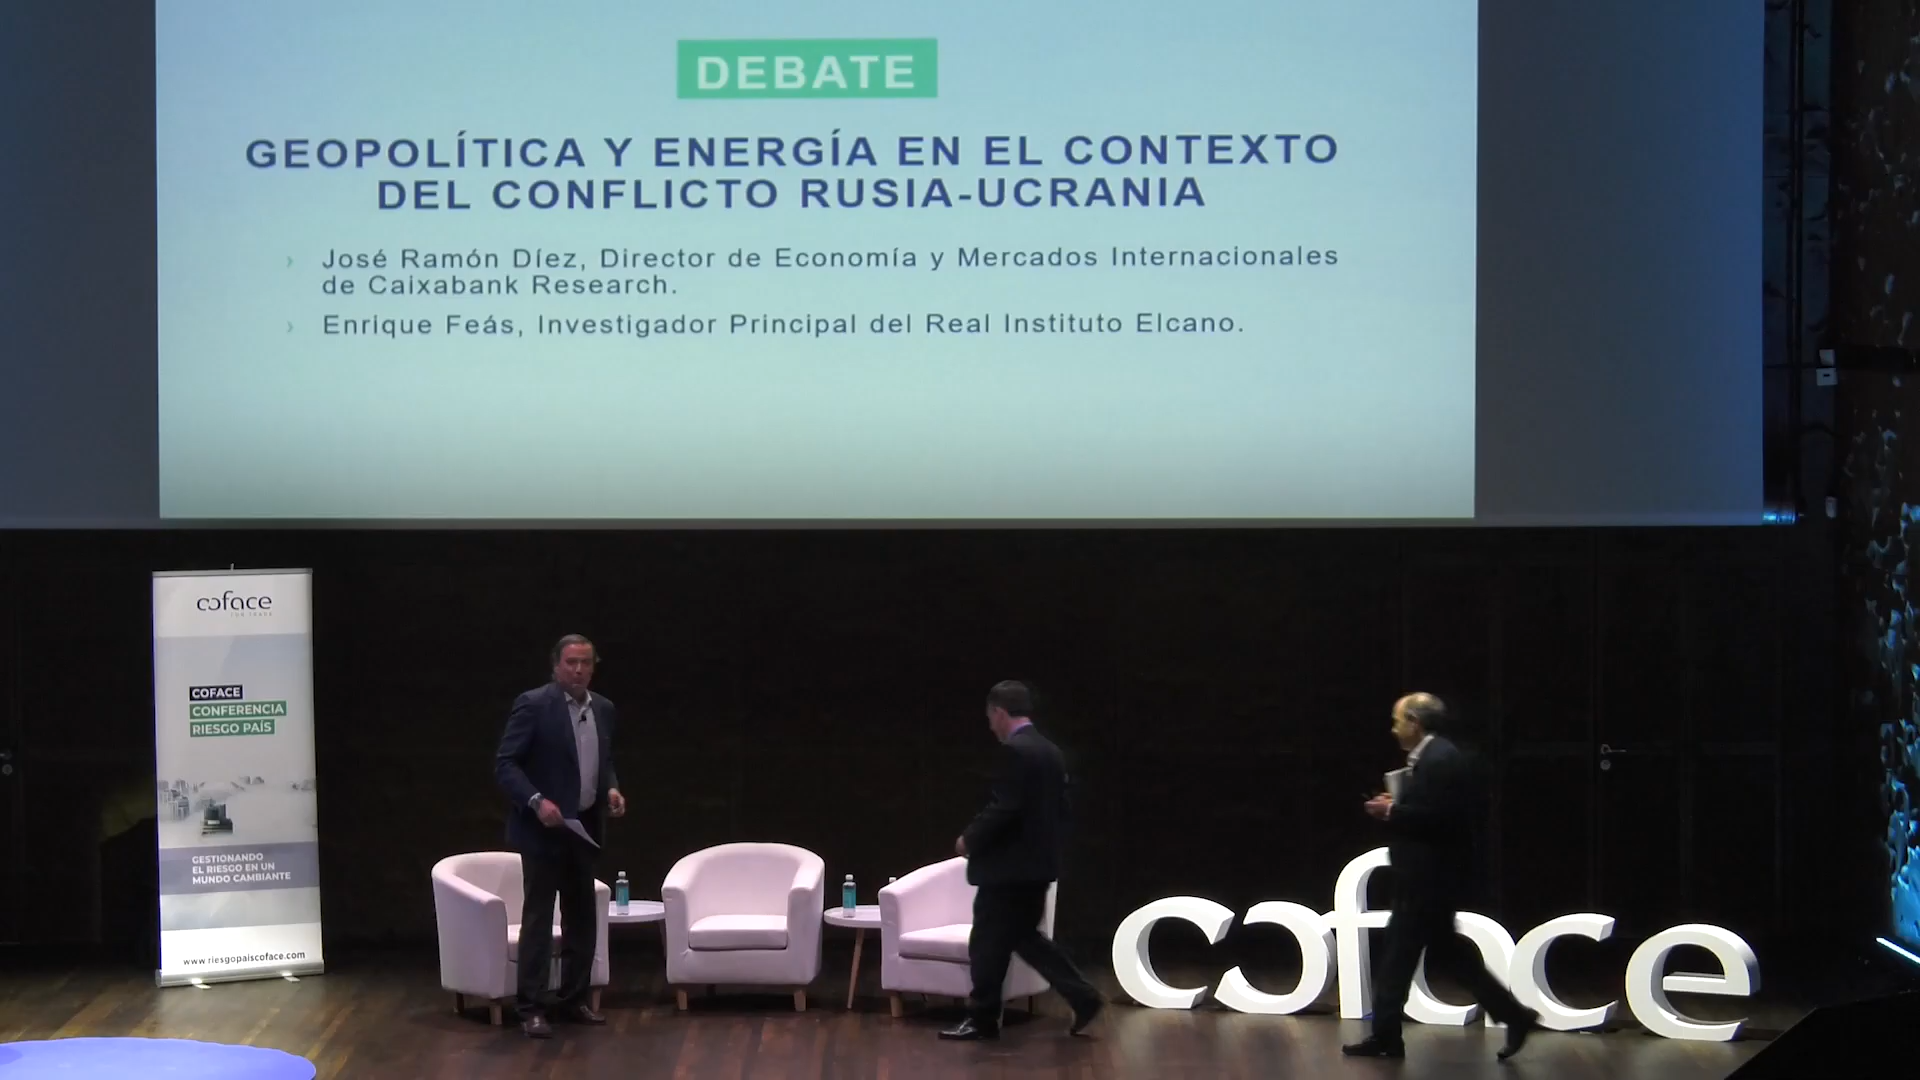 DEBATE
GEOPOLÍTICA Y ENERGÍA EN EL CONTEXTO
DEL CONFLICTO RUSIA-UCRANIA
› José Ramón Díez, Director de Economía y Mercados Internacionales
de Caixabank Research.
› Enrique Feás, Investigador Principal del Real Instituto Elcano.
coface
FOR TRADE
COFACE
CONFERENCIA
RIESGO PAÍS
GESTIONANDO
EL RIESGO EN UN
MUNDO CAMBIANTE
www.riesgopaiscoface.com
coface